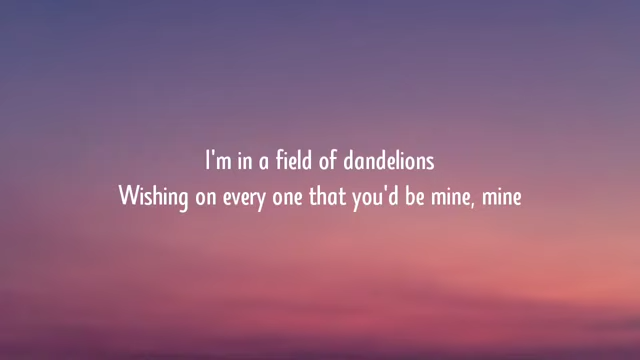 I'm in a field of dandelions
Wishing on every one that you'd be mine, mine